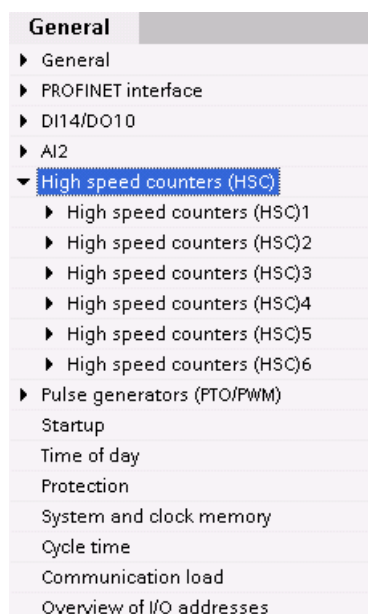 General
General
PROFINET interface
DI14/DO10
AI2
High speed counters (HSC)
High speed counters (HSC)1
High speed counters (HSC)2
High speed counters (HSC)3
High speed counters (HSC)4
High speed counters (HSC)5
High speed counters (HSC)6
Pulse generators (PTO/PWM)
Startup
Time of day
Protection
System and clock memory
Cycle time
Communication load
Overview of I/O addresses